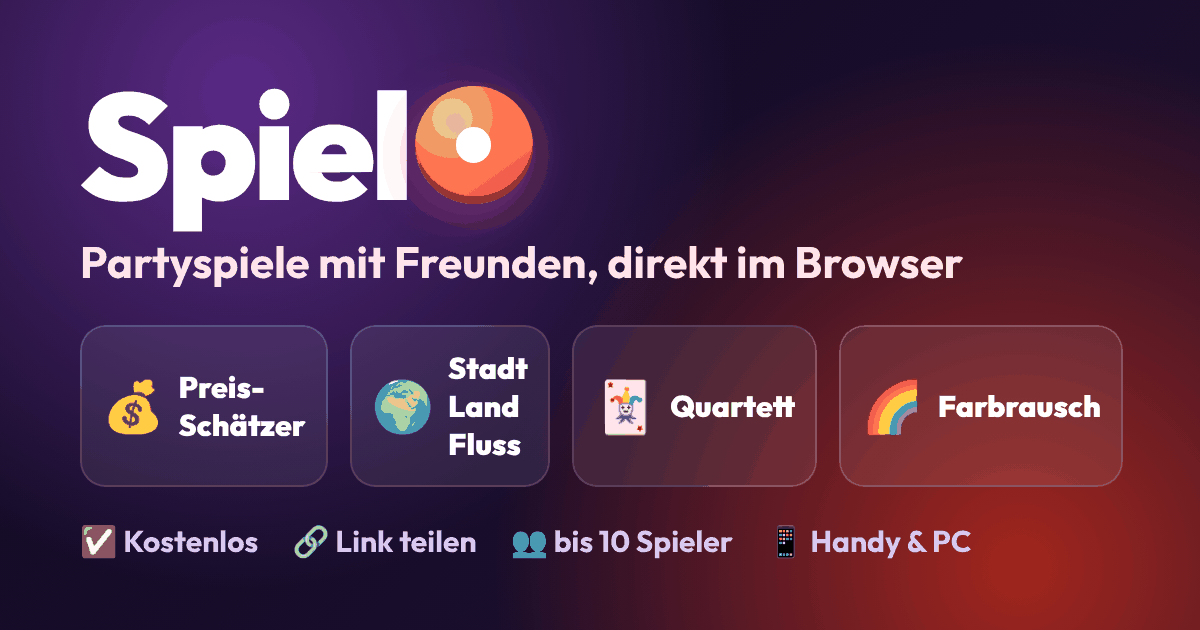 Spielo
Partyspiele mit Freunden, direkt im Browser
Preis-
Schätzer
Stadt
Land
Fluss
Quartett
Farbrausch
Kostenlos
Link teilen
bis 10 Spieler
Handy & PC